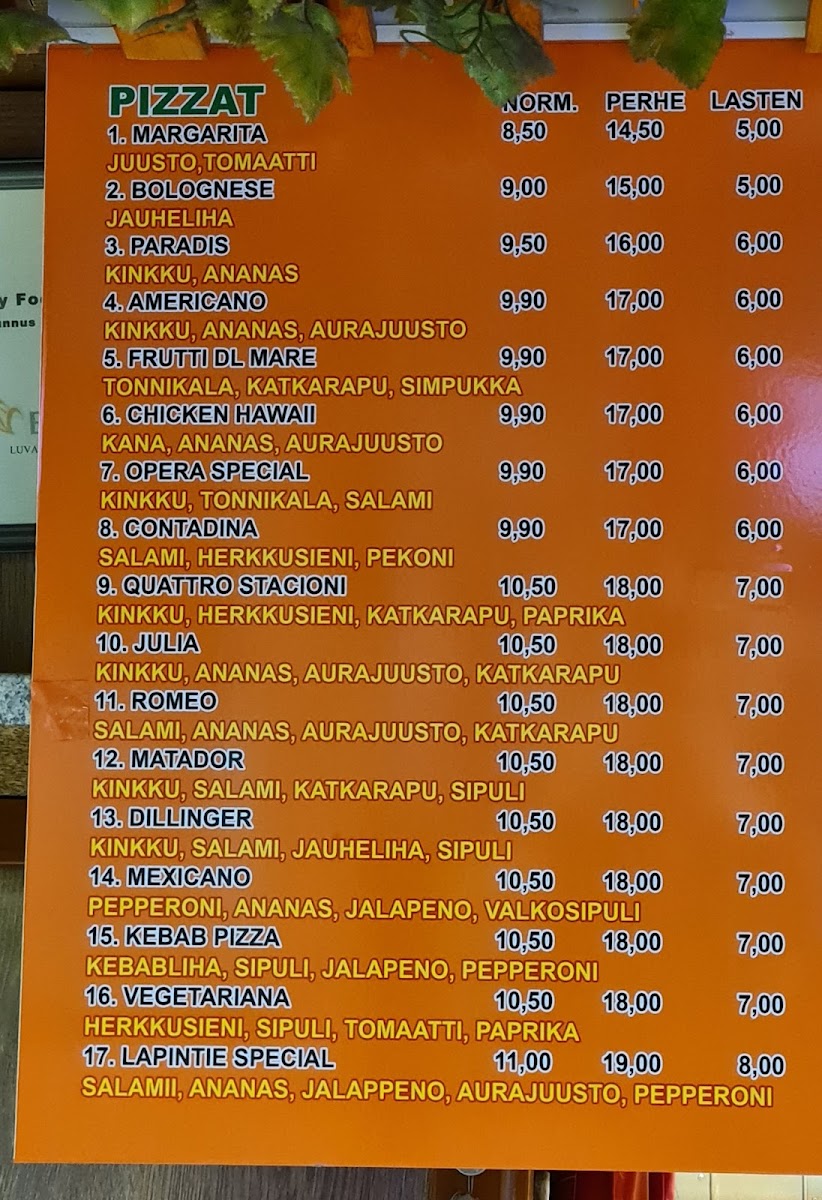 PIZZAT NORM. PERHE LASTEN
1. MARGARITA 8,50 14,50 5,00
JUUSTO,TOMAATTI
2. BOLOGNESE 9,00 15,00 5,00
JAUHELIHA
3. PARADIS 9,50 16,00 6,00
KINKKU, ANANAS
4. AMERICANO 9,90 17,00 6,00
KINKKU, ANANAS, AURAJUUSTO
5. FRUTTI DL MARE 9,90 17,00 6,00
TONNIKALA, KATKARAPU, SIMPUKKA
6. CHICKEN HAWAII 9,90 17,00 6,00
KANA, ANANAS, AURAJUUSTO
7. OPERA SPECIAL 9,90 17,00 6,00
KINKKU, TONNIKALA, SALAMI
8. CONTADINA 9,90 17,00 6,00
SALAMI, HERKKUSIENI, PEKONI
9. QUATTRO STACIONI 10,50 18,00 7,00
KINKKU, HERKKUSIENI, KATKARAPU, PAPRIKA
10. JULIA 10,50 18,00 7,00
KINKKU, ANANAS, AURAJUUSTO, KATKARAPU
11. ROMEO 10,50 18,00 7,00
SALAMI, ANANAS, AURAJUUSTO, KATKARAPU
12. MATADOR 10,50 18,00 7,00
KINKKU, SALAMI, KATKARAPU, SIPULI
13. DILLINGER 10,50 18,00 7,00
KINKKU, SALAMI, JAUHELIHA, SIPULI
14. MEXICANO 10,50 18,00 7,00
PEPPERONI, ANANAS, JALAPENO, VALKOSIPULI
15. KEBAB PIZZA 10,50 18,00 7,00
KEBABLIHA, SIPULI, JALAPENO, PEPPERONI
16. VEGETARIANA 10,50 18,00 7,00
HERKKUSIENI, SIPULI, TOMAATTI, PAPRIKA
17. LAPINTIE SPECIAL 11,00 19,00 8,00
SALAMII, ANANAS, JALAPPENO, AURAJUUSTO, PEPPERONI